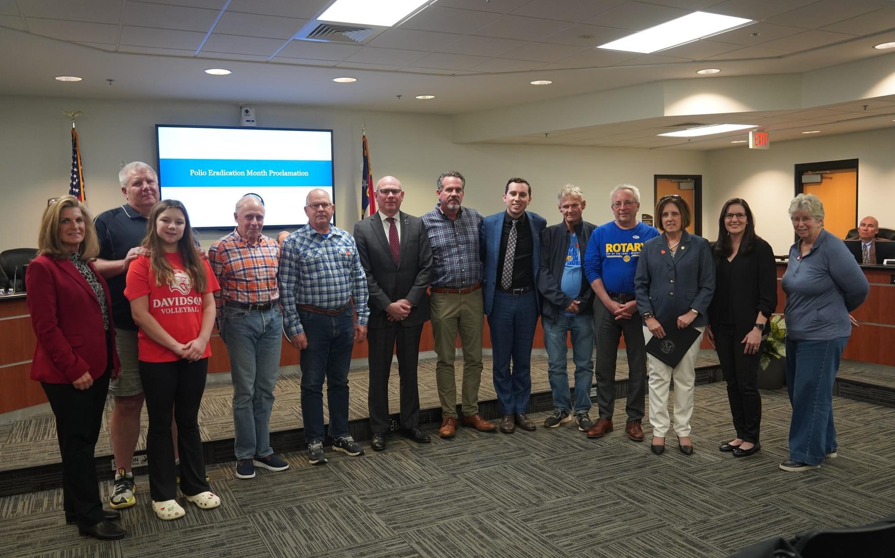 Polio Eradication Month Proclamation
EXIT
DAVIDSON
VOLLEYBALL
ROTARY